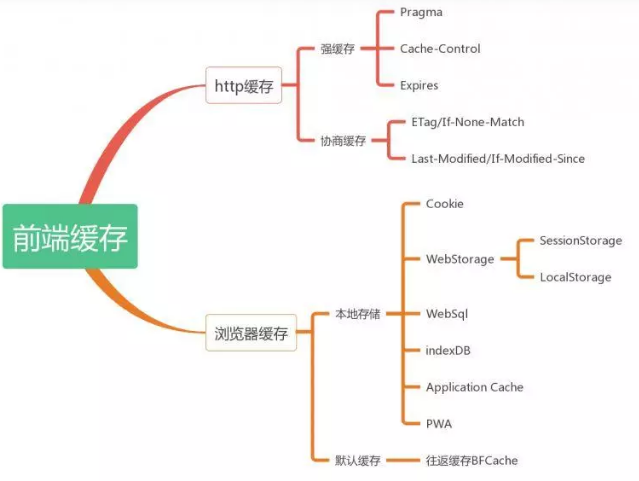 前端缓存
http缓存
强缓存
Pragma
Cache-Control
Expires
协商缓存
ETag/If-None-Match
Last-Modified/If-Modified-Since
浏览器缓存
本地存储
Cookie
WebStorage
SessionStorage
LocalStorage
WebSql
indexDB
Application Cache
PWA
默认缓存
往返缓存BFCache